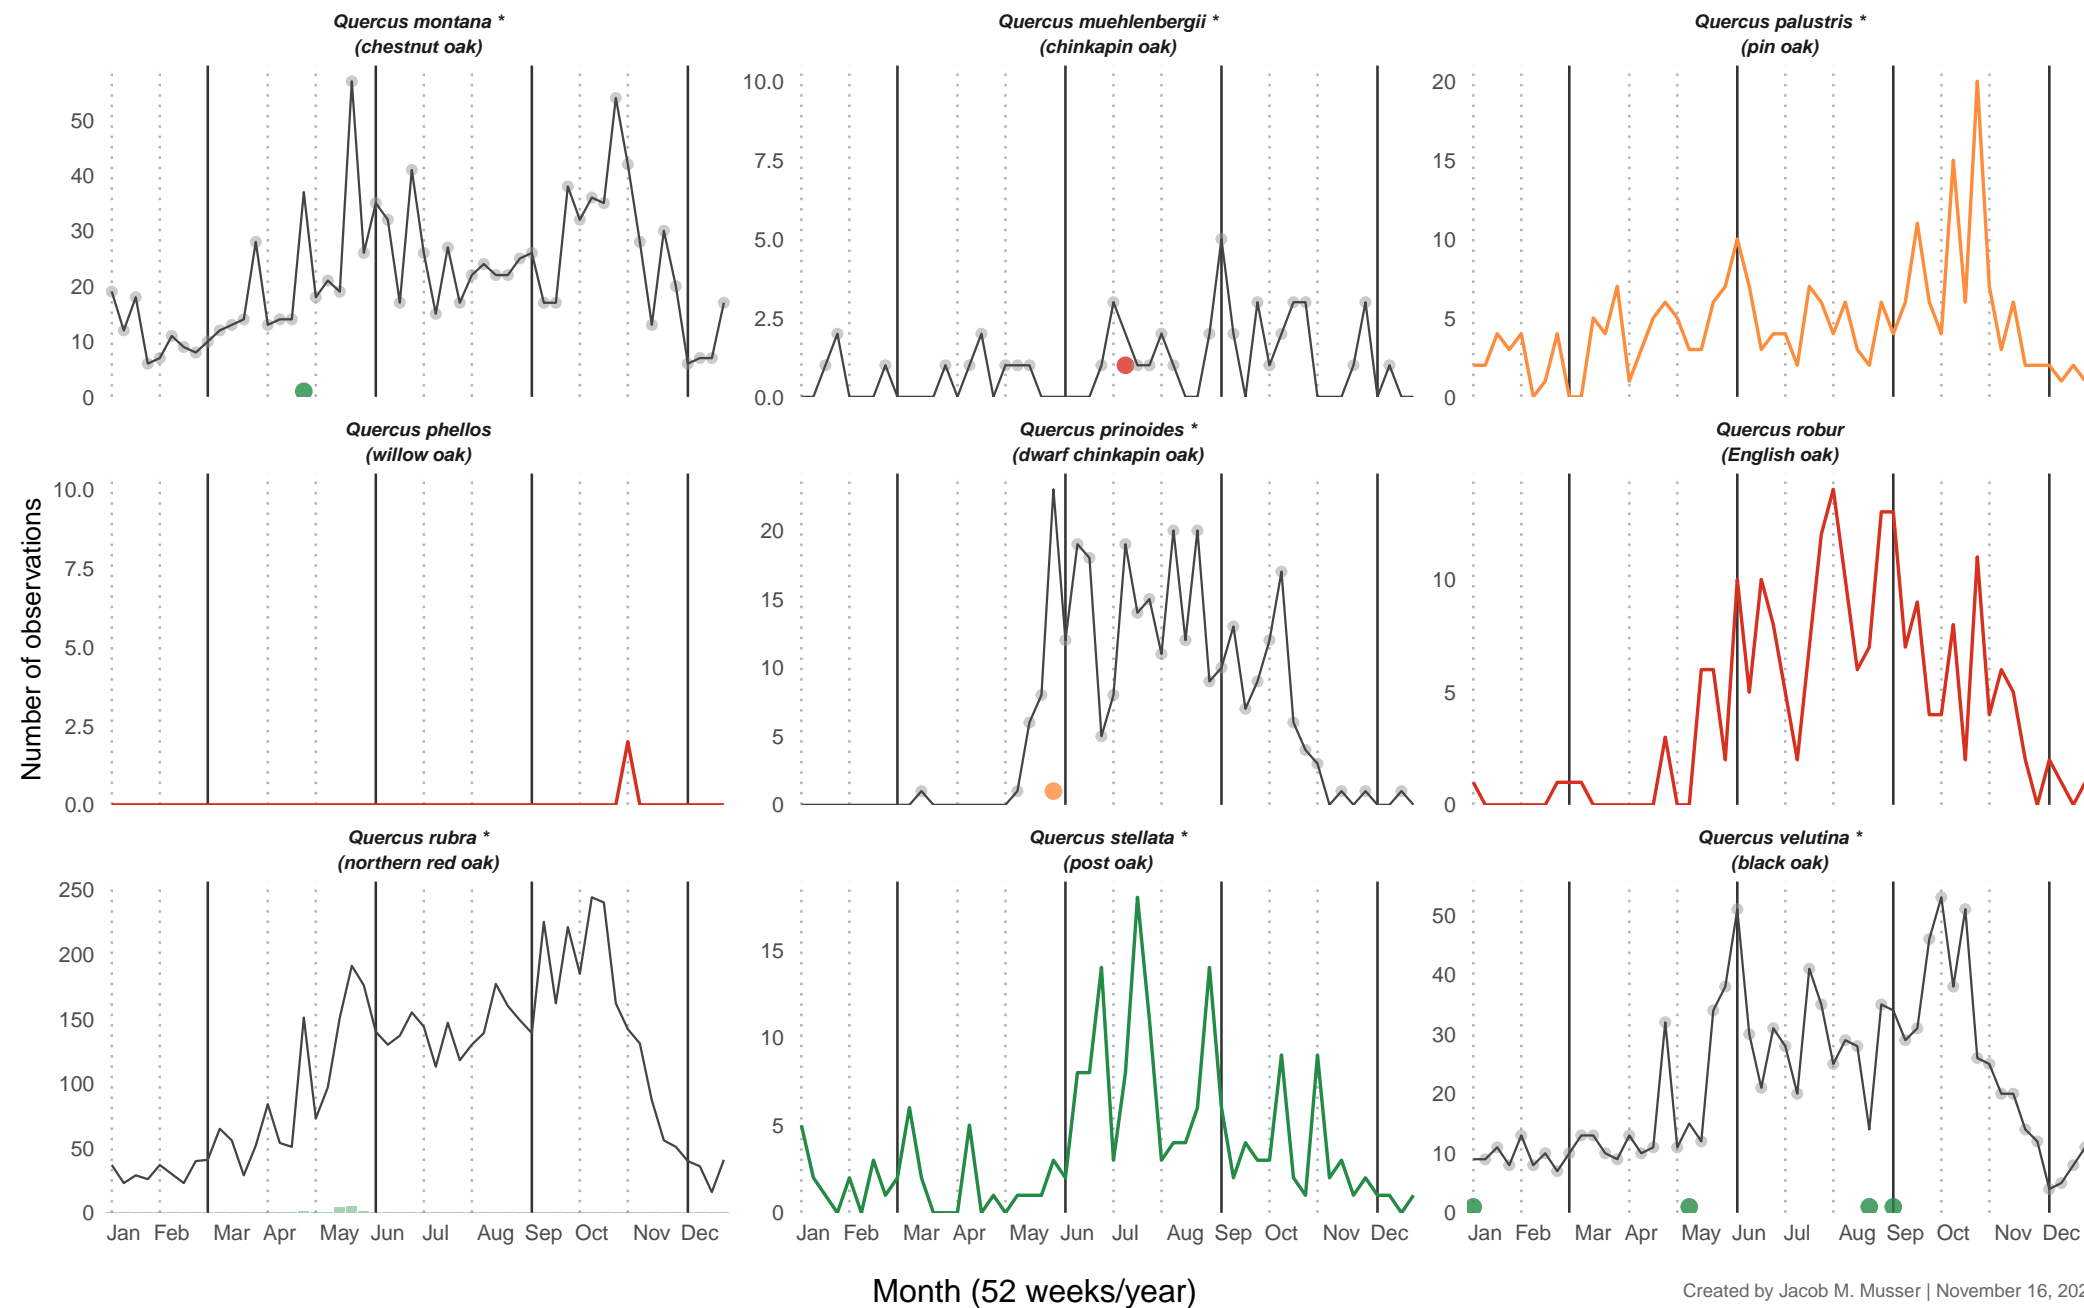 Quercus montana *
(chestnut oak)
Quercus muehlenbergii *
(chinkapin oak)
Quercus palustris *
(pin oak)
50
40
30
20
10
0
10.0
7.5
5.0
2.5
0.0
20
15
10
5
0
Quercus phellos
(willow oak)
Quercus prinoides *
(dwarf chinkapin oak)
Quercus robur
(English oak)
Number of observations
10.0
7.5
5.0
2.5
0.0
20
15
10
5
0
10
5
0
Quercus rubra *
(northern red oak)
Quercus stellata *
(post oak)
Quercus velutina *
(black oak)
250
200
150
100
50
0
15
10
5
0
50
40
30
20
10
0
Jan Feb Mar Apr May Jun Jul Aug Sep Oct Nov Dec
Jan Feb Mar Apr May Jun Jul Aug Sep Oct Nov Dec
Jan Feb Mar Apr May Jun Jul Aug Sep Oct Nov Dec
Month (52 weeks/year)
Created by Jacob M. Musser | November 16, 202